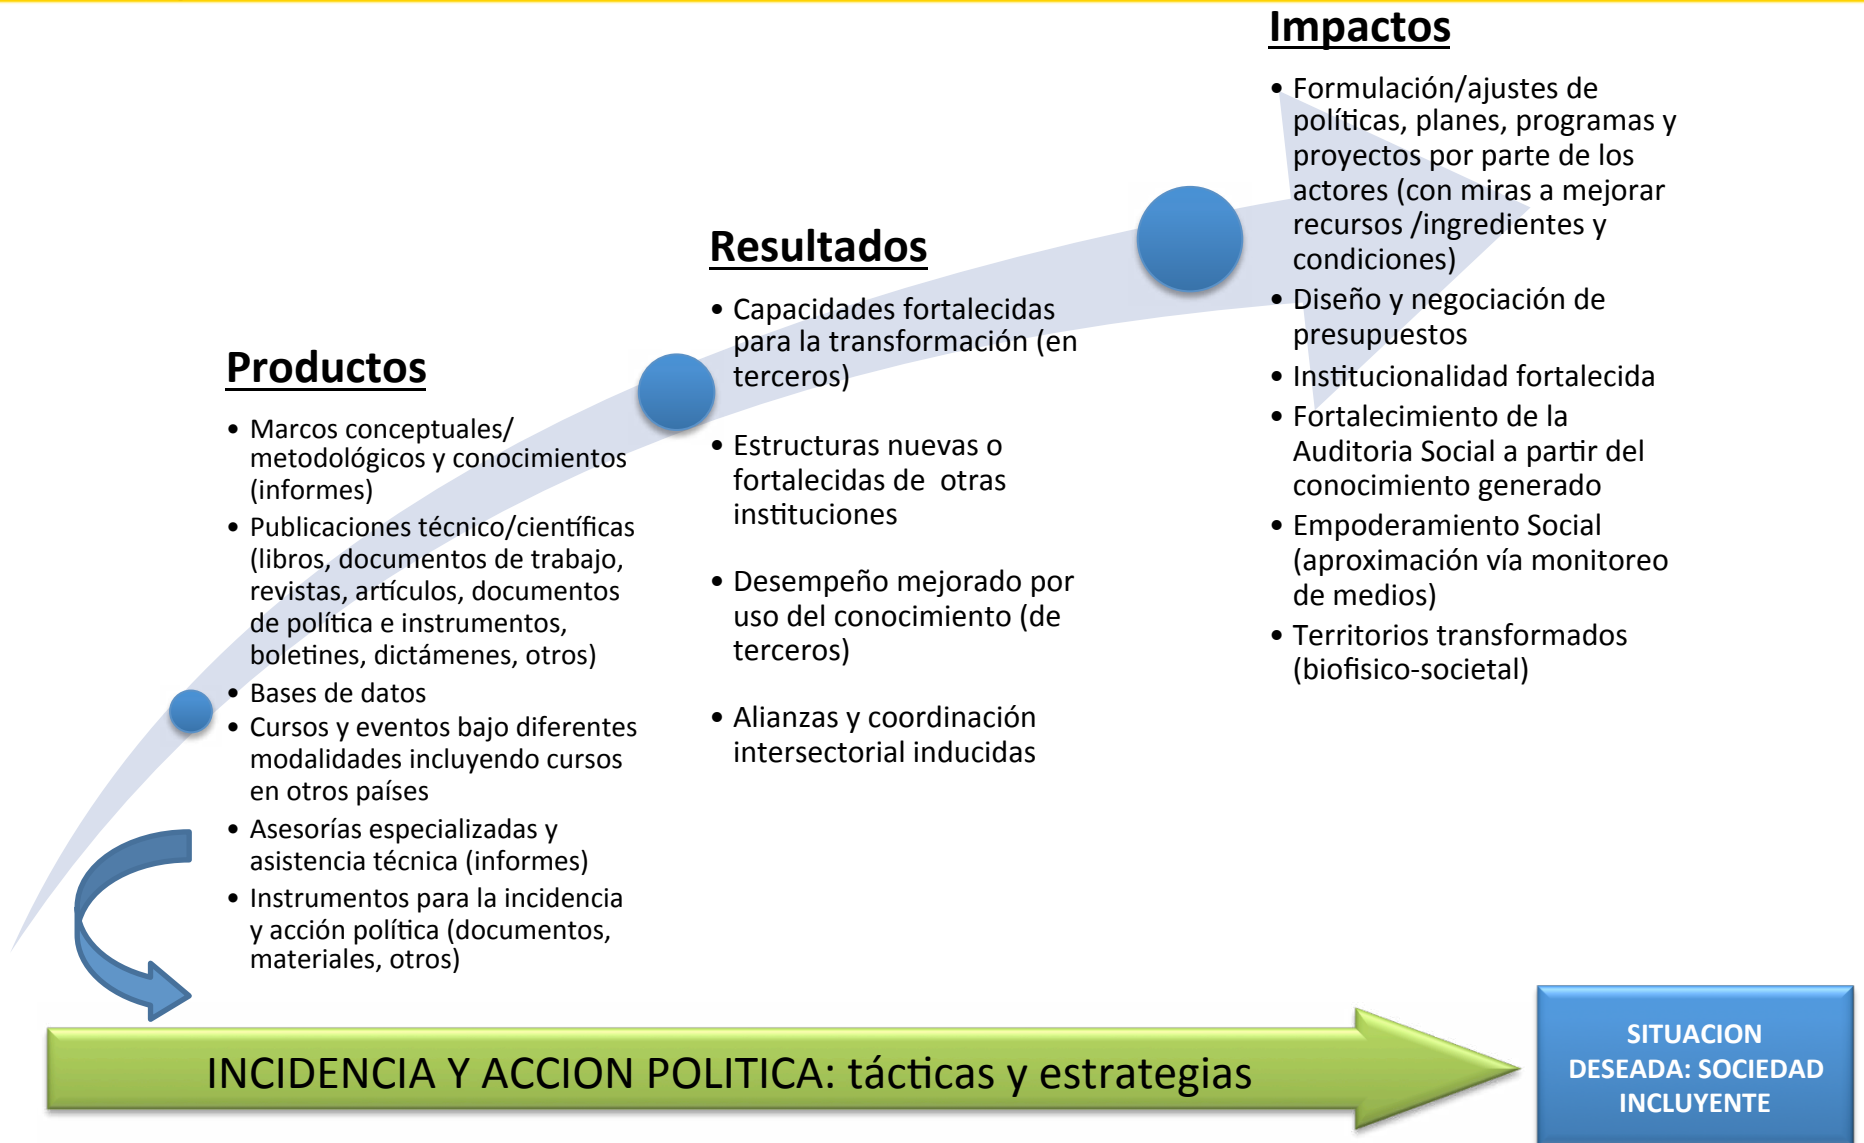 Productos
• Marcos conceptuales/
metodológicos y conocimientos
(informes)
• Publicaciones técnico/científicas
(libros, documentos de trabajo,
revistas, artículos, documentos
de política e instrumentos,
boletines, dictámenes, otros)
• Bases de datos
• Cursos y eventos bajo diferentes
modalidades incluyendo cursos
en otros países
• Asesorías especializadas y
asistencia técnica (informes)
• Instrumentos para la incidencia
y acción política (documentos,
materiales, otros)
Resultados
• Capacidades fortalecidas
para la transformación (en
terceros)
• Estructuras nuevas o
fortalecidas de otras
instituciones
• Desempeño mejorado por
uso del conocimiento (de
terceros)
• Alianzas y coordinación
intersectorial inducidas
Impactos
• Formulación/ajustes de
políticas, planes, programas y
proyectos por parte de los
actores (con miras a mejorar
recursos /ingredientes y
condiciones)
• Diseño y negociación de
presupuestos
• Institucionalidad fortalecida
• Fortalecimiento de la
Auditoria Social a partir del
conocimiento generado
• Empoderamiento Social
(aproximación vía monitoreo
de medios)
• Territorios transformados
(biofisico-societal)
INCIDENCIA Y ACCION POLITICA: tácticas y estrategias
SITUACION
DESEADA: SOCIEDAD
INCLUYENTE